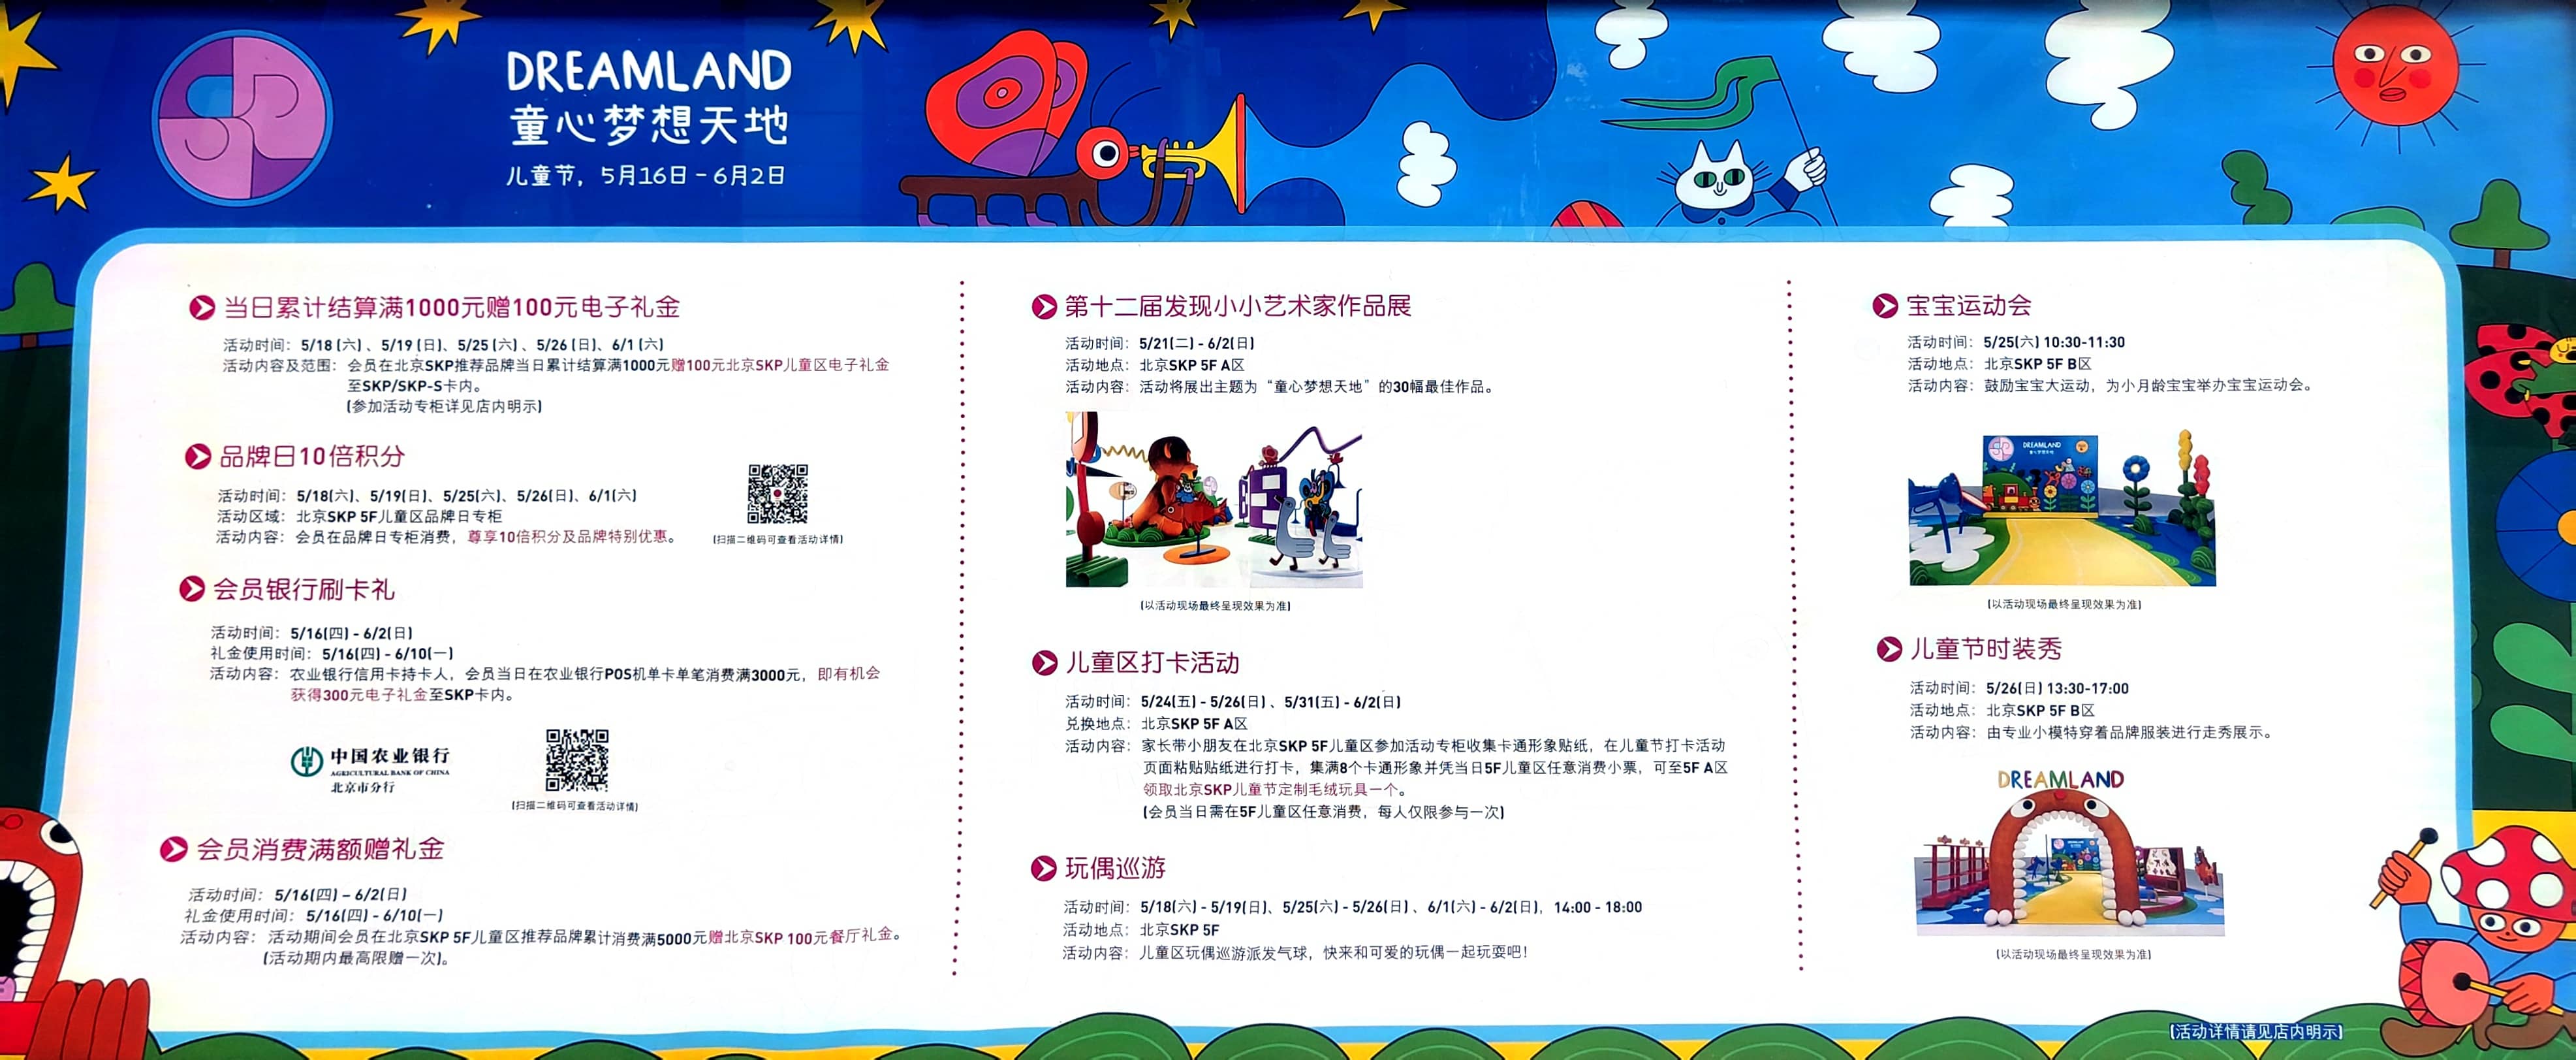 DREAMLAND
童心梦想天地
儿童节，5月16日 - 6月2日
当日累计结算满1000元赠100元电子礼金
活动时间：5/18 (六) 、5/19 (日)、5/25 (六) 、5/26 (日)、6/1 (六)
活动内容及范围：会员在北京SKP推荐品牌当日累计结算满1000元赠100元北京SKP儿童区电子礼金
至SKP/SKP-S卡内。
(参加活动专柜详见店内明示)
品牌日10倍积分
活动时间：5/18(六)、5/19(日)、5/25(六)、5/26(日)、6/1(六)
活动区域：北京SKP 5F儿童区品牌日专柜
活动内容：会员在品牌日专柜消费，尊享10倍积分及品牌特别优惠。
(扫描二维码可查看活动详情)
会员银行刷卡礼
活动时间：5/16(四) - 6/2(日)
礼金使用时间：5/16(四) - 6/10(一)
活动内容：农业银行信用卡持卡人，会员当日在农业银行POS机单卡单笔消费满3000元，即有机会
获得300元电子礼金至SKP卡内。
中国农业银行
AGRICULTURAL BANK OF CHINA
北京市分行
(扫描二维码可查看活动详情)
会员消费满额赠礼金
活动时间：5/16(四) – 6/2(日)
礼金使用时间：5/16(四) - 6/10(一)
活动内容：活动期间会员在北京SKP 5F儿童区推荐品牌累计消费满5000元赠北京SKP 100元餐厅礼金。
(活动期内最高限赠一次)。
第十二届发现小小艺术家作品展
活动时间：5/21(二) - 6/2(日)
活动地点：北京SKP 5F A区
活动内容：活动将展出主题为“童心梦想天地”的30幅最佳作品。
(以活动现场最终呈现效果为准)
儿童区打卡活动
活动时间：5/24(五) - 5/26(日) 、5/31(五) - 6/2(日)
兑换地点：北京SKP 5F A区
活动内容：家长带小朋友在北京SKP 5F儿童区参加活动专柜收集卡通形象贴纸，在儿童节打卡活动
页面粘贴贴纸进行打卡，集满8个卡通形象并凭当日5F儿童区任意消费小票，可至5F A区
领取北京SKP儿童节定制毛绒玩具一个。
(会员当日需在5F儿童区任意消费，每人仅限参与一次)
玩偶巡游
活动时间：5/18(六) - 5/19(日)、5/25(六) - 5/26(日) 、6/1(六) - 6/2(日)，14:00 - 18:00
活动地点：北京SKP 5F
活动内容：儿童区玩偶巡游派发气球，快来和可爱的玩偶一起玩耍吧！
宝宝运动会
活动时间：5/25(六) 10:30-11:30
活动地点：北京SKP 5F B区
活动内容：鼓励宝宝大运动，为小月龄宝宝举办宝宝运动会。
DREAMLAND
童心梦想天地
(以活动现场最终呈现效果为准)
儿童节时装秀
活动时间：5/26(日) 13:30-17:00
活动地点：北京SKP 5F B区
活动内容：由专业小模特穿着品牌服装进行走秀展示。
DREAMLAND
(以活动现场最终呈现效果为准)
(活动详情请见店内明示)